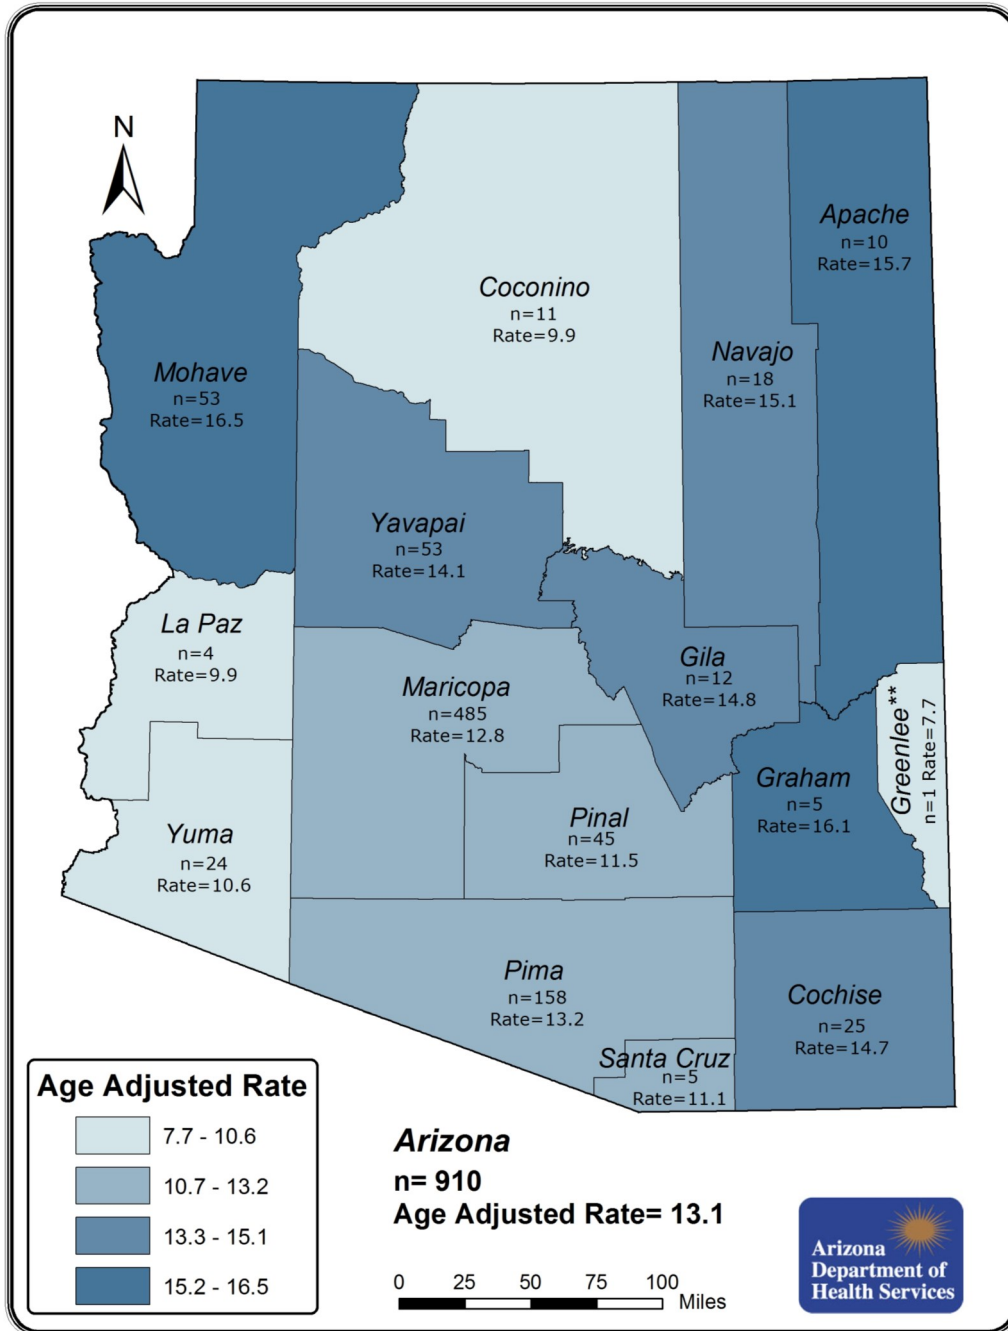 N
Apache
n=10
Rate=15.7
Coconino
n=11
Rate=9.9
Navajo
n=18
Rate=15.1
Mohave
n=53
Rate=16.5
Yavapai
n=53
Rate=14.1
La Paz
n=4
Rate=9.9
Gila
n=12
Rate=14.8
Maricopa
n=485
Rate=12.8
Greenlee**
n=1 Rate=7.7
Graham
n=5
Rate=16.1
Pinal
n=45
Rate=11.5
Yuma
n=24
Rate=10.6
Pima
n=158
Rate=13.2
Cochise
n=25
Rate=14.7
Santa Cruz
n=5
Rate=11.1
Age Adjusted Rate
7.7 - 10.6
10.7 - 13.2
13.3 - 15.1
15.2 - 16.5
Arizona
n= 910
Age Adjusted Rate= 13.1
0 25 50 75 100
Miles
Arizona
Department of
Health Services